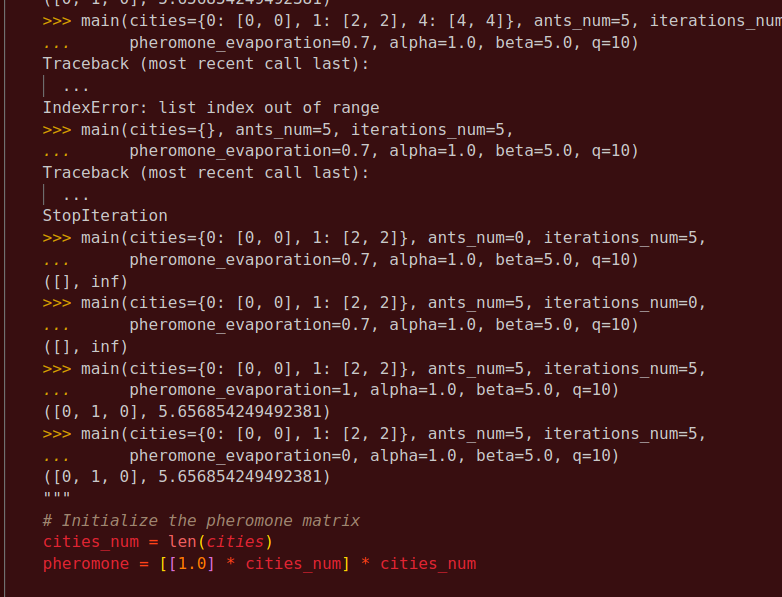 ([0, 1, 0], 5.656854249492381)
>>> main(cities={0: [0, 0], 1: [2, 2], 4: [4, 4]}, ants_num=5, iterations_num
...      pheromone_evaporation=0.7, alpha=1.0, beta=5.0, q=10)
Traceback (most recent call last):
  ...
IndexError: list index out of range
>>> main(cities={}, ants_num=5, iterations_num=5,
...      pheromone_evaporation=0.7, alpha=1.0, beta=5.0, q=10)
Traceback (most recent call last):
  ...
StopIteration
>>> main(cities={0: [0, 0], 1: [2, 2]}, ants_num=0, iterations_num=5,
...      pheromone_evaporation=0.7, alpha=1.0, beta=5.0, q=10)
([], inf)
>>> main(cities={0: [0, 0], 1: [2, 2]}, ants_num=5, iterations_num=0,
...      pheromone_evaporation=0.7, alpha=1.0, beta=5.0, q=10)
([], inf)
>>> main(cities={0: [0, 0], 1: [2, 2]}, ants_num=5, iterations_num=5,
...      pheromone_evaporation=1, alpha=1.0, beta=5.0, q=10)
([0, 1, 0], 5.656854249492381)
>>> main(cities={0: [0, 0], 1: [2, 2]}, ants_num=5, iterations_num=5,
...      pheromone_evaporation=0, alpha=1.0, beta=5.0, q=10)
([0, 1, 0], 5.656854249492381)
"""
# Initialize the pheromone matrix
cities_num = len(cities)
pheromone = [[1.0] * cities_num] * cities_num